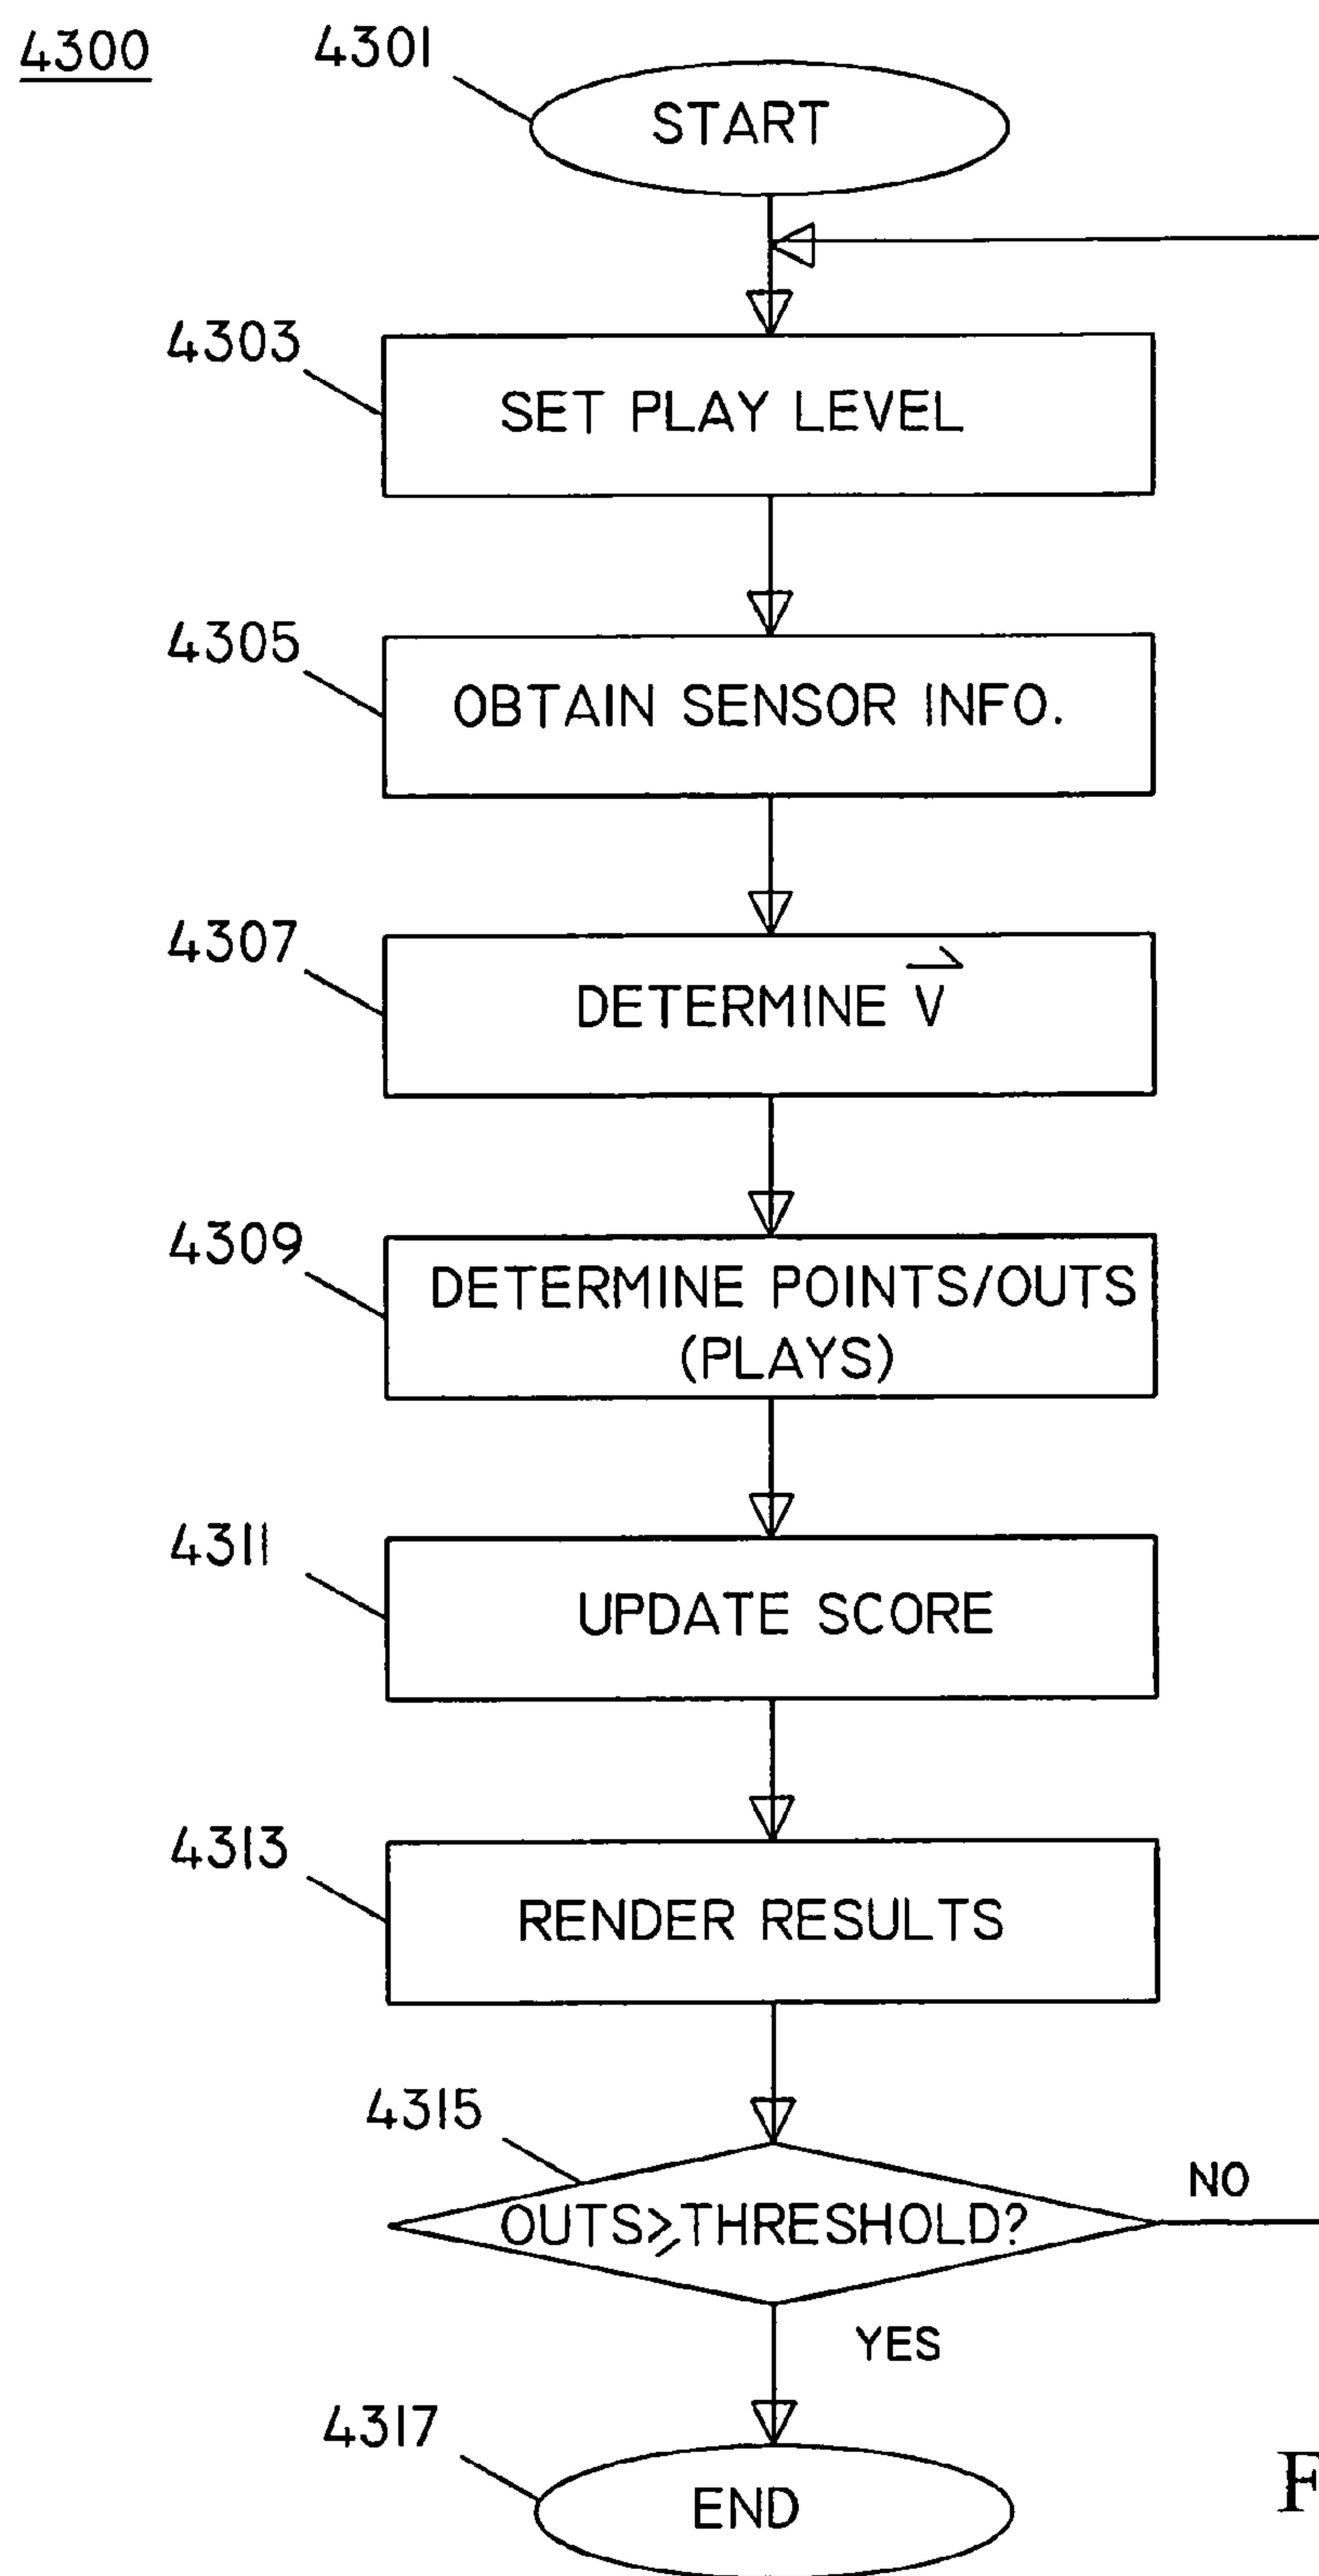 4300
4301
START
4303
SET PLAY LEVEL
4305
OBTAIN SENSOR INFO.
4307
DETERMINE V⃗
4309
DETERMINE POINTS/OUTS
(PLAYS)
4311
UPDATE SCORE
4313
RENDER RESULTS
4315
OUTS⩾THRESHOLD?
NO
YES
4317
END
F